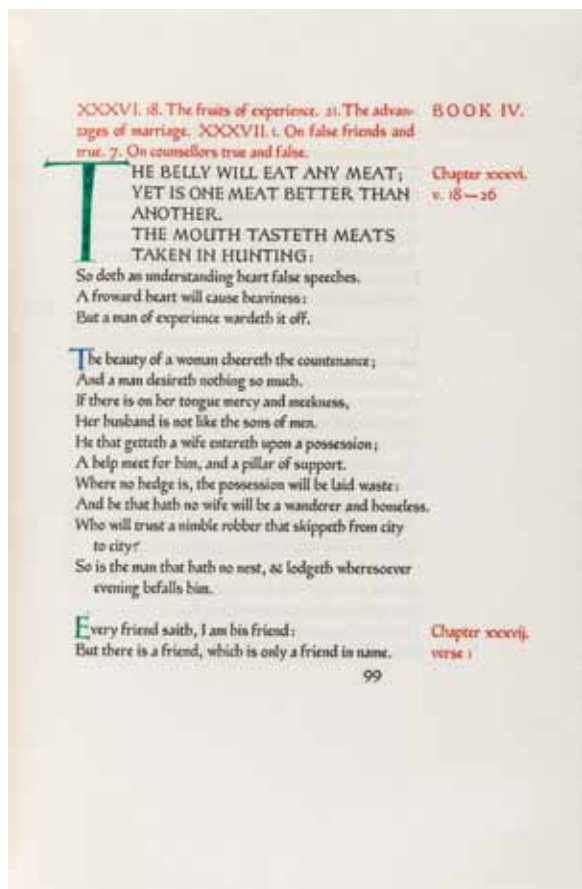 XXXVI. 18. The fruits of experience. 21. The advan-
tages of marriage. XXXVII. 1. On false friends and
true. 7. On counsellors true and false.
BOOK IV.
THE BELLY WILL EAT ANY MEAT;
YET IS ONE MEAT BETTER THAN
ANOTHER.
THE MOUTH TASTETH MEATS
TAKEN IN HUNTING:
Chapter xxxvi.
v. 18—26
So doth an understanding heart false speeches.
A froward heart will cause heaviness:
But a man of experience wardeth it off.
The beauty of a woman cheereth the countenance;
And a man desireth nothing so much.
If there is on her tongue mercy and meekness,
Her husband is not like the sons of men.
He that getteth a wife entereth upon a possession;
A help meet for him, and a pillar of support.
Where no hedge is, the possession will be laid waste:
And he that hath no wife will be a wanderer and homeless.
Who will trust a nimble robber that skippeth from city
to city?
So is the man that hath no nest, & lodgeth wheresoever
evening befalls him.
Every friend saith, I am his friend:
But there is a friend, which is only a friend in name.
Chapter xxxvij.
verse 1
99